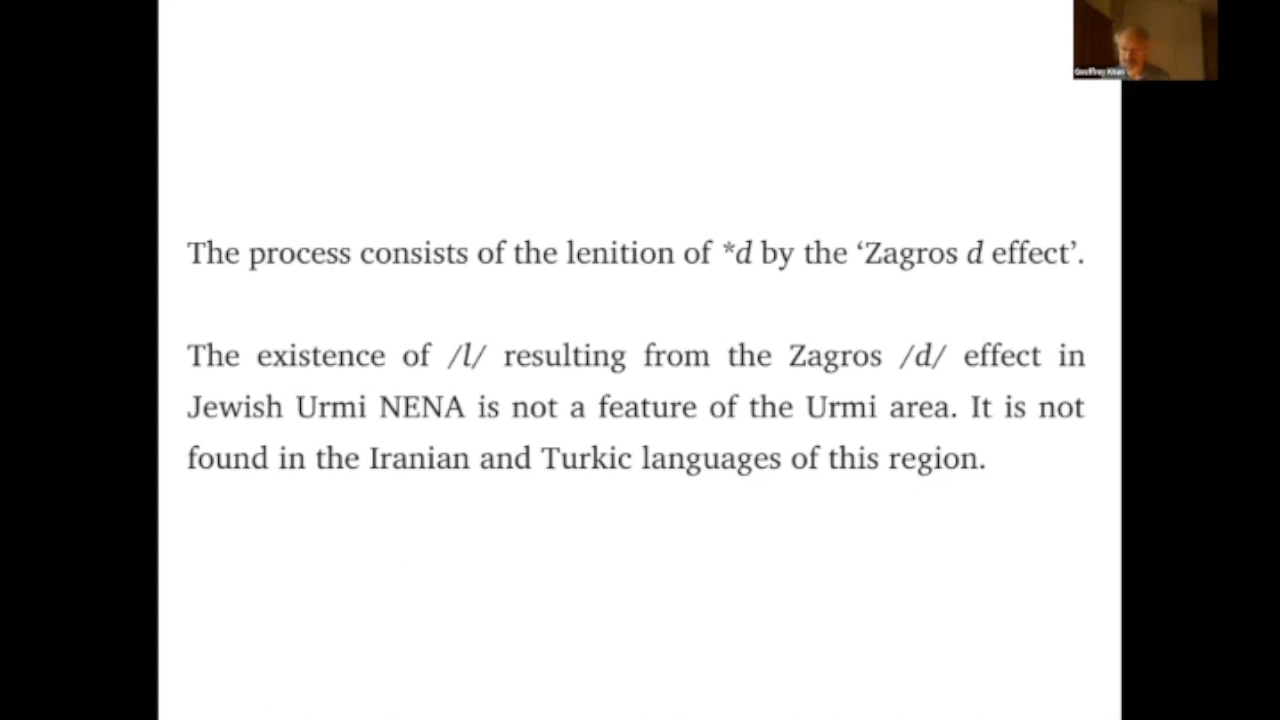 Geoffrey Khan
The process consists of the lenition of *d by the ‘Zagros d effect’.
The existence of /l/ resulting from the Zagros /d/ effect in
Jewish Urmi NENA is not a feature of the Urmi area. It is not
found in the Iranian and Turkic languages of this region.